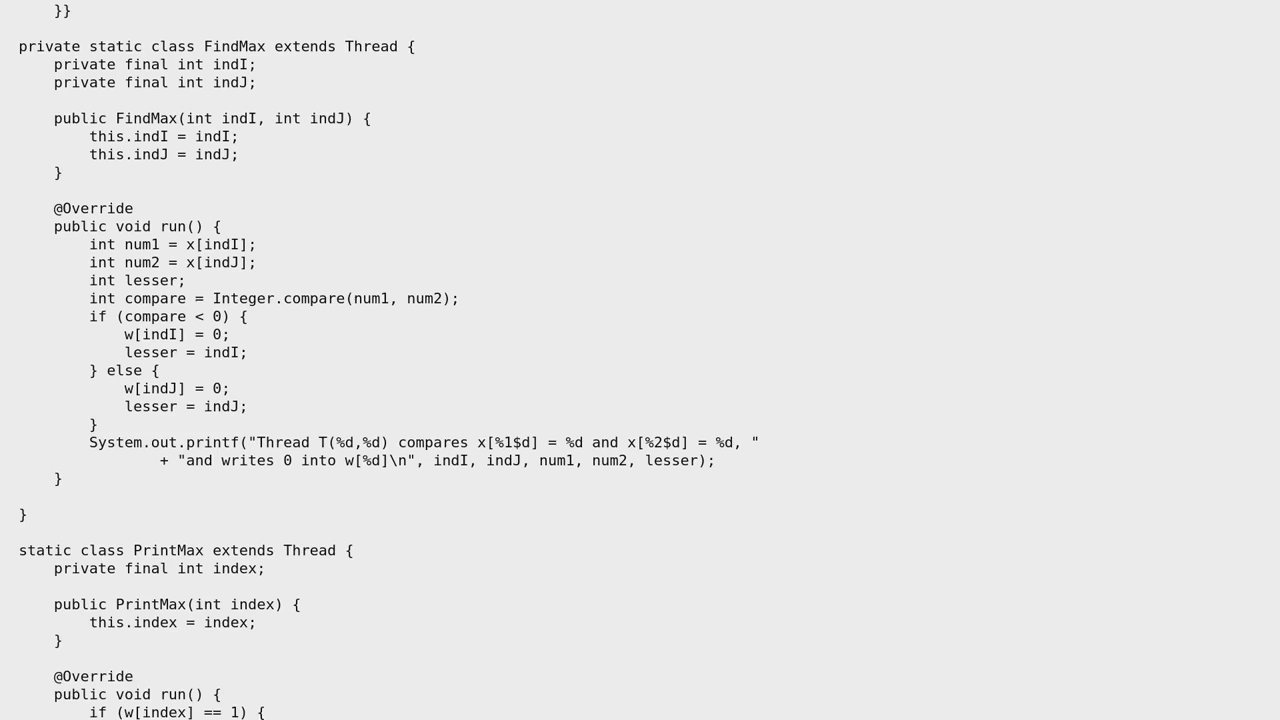 }}

private static class FindMax extends Thread {
    private final int indI;
    private final int indJ;

    public FindMax(int indI, int indJ) {
        this.indI = indI;
        this.indJ = indJ;
    }

    @Override
    public void run() {
        int num1 = x[indI];
        int num2 = x[indJ];
        int lesser;
        int compare = Integer.compare(num1, num2);
        if (compare < 0) {
            w[indI] = 0;
            lesser = indI;
        } else {
            w[indJ] = 0;
            lesser = indJ;
        }
        System.out.printf("Thread T(%d,%d) compares x[%1$d] = %d and x[%2$d] = %d, "
                + "and writes 0 into w[%d]\n", indI, indJ, num1, num2, lesser);
    }

}

static class PrintMax extends Thread {
    private final int index;

    public PrintMax(int index) {
        this.index = index;
    }

    @Override
    public void run() {
        if (w[index] == 1) {